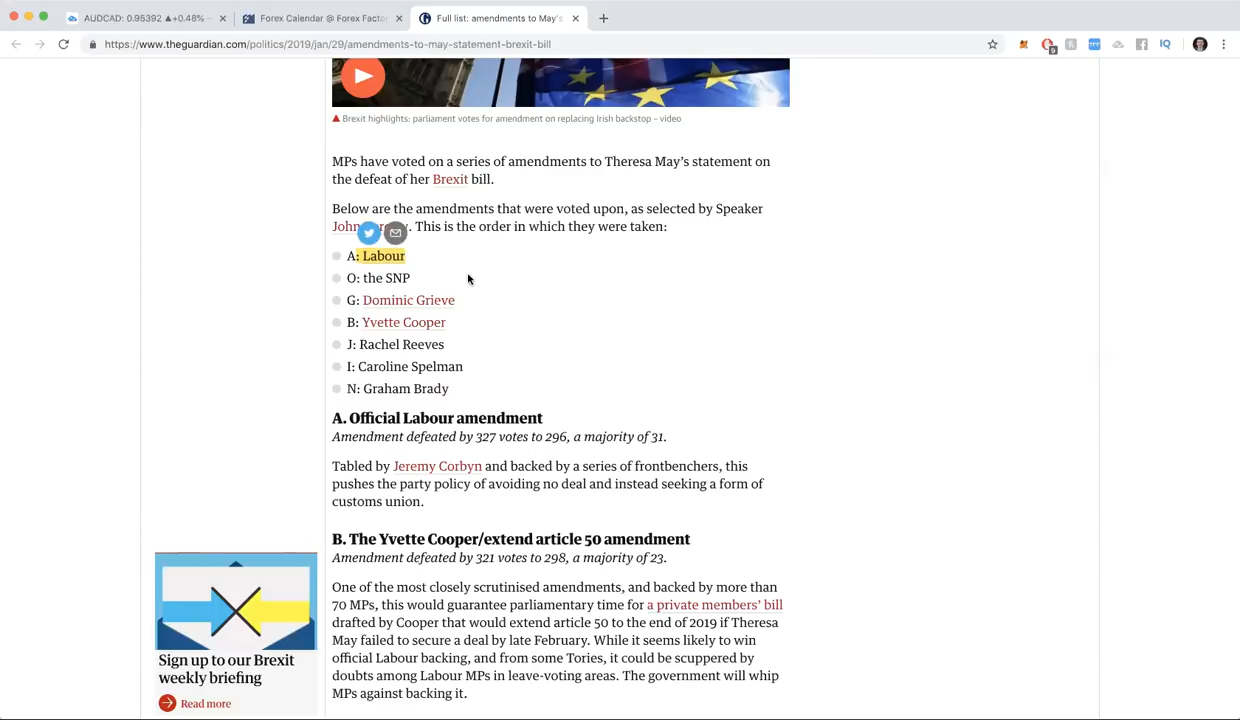 AUDCAD: 0.95392 ▲+0.48%
Forex Calendar @ Forex Facto
Full list: amendments to May's
https://www.theguardian.com/politics/2019/jan/29/amendments-to-may-statement-brexit-bill
9
IQ
Brexit highlights: parliament votes for amendment on replacing Irish backstop – video
MPs have voted on a series of amendments to Theresa May's statement on
the defeat of her Brexit bill.
Below are the amendments that were voted upon, as selected by Speaker
John. This is the order in which they were taken:
A: Labour
O: the SNP
G: Dominic Grieve
B: Yvette Cooper
J: Rachel Reeves
I: Caroline Spelman
N: Graham Brady
A. Official Labour amendment
Amendment defeated by 327 votes to 296, a majority of 31.
Tabled by Jeremy Corbyn and backed by a series of frontbenchers, this
pushes the party policy of avoiding no deal and instead seeking a form of
customs union.
B. The Yvette Cooper/extend article 50 amendment
Amendment defeated by 321 votes to 298, a majority of 23.
One of the most closely scrutinised amendments, and backed by more than
70 MPs, this would guarantee parliamentary time for a private members' bill
drafted by Cooper that would extend article 50 to the end of 2019 if Theresa
May failed to secure a deal by late February. While it seems likely to win
official Labour backing, and from some Tories, it could be scuppered by
doubts among Labour MPs in leave-voting areas. The government will whip
MPs against backing it.
Sign up to our Brexit
weekly briefing
Read more